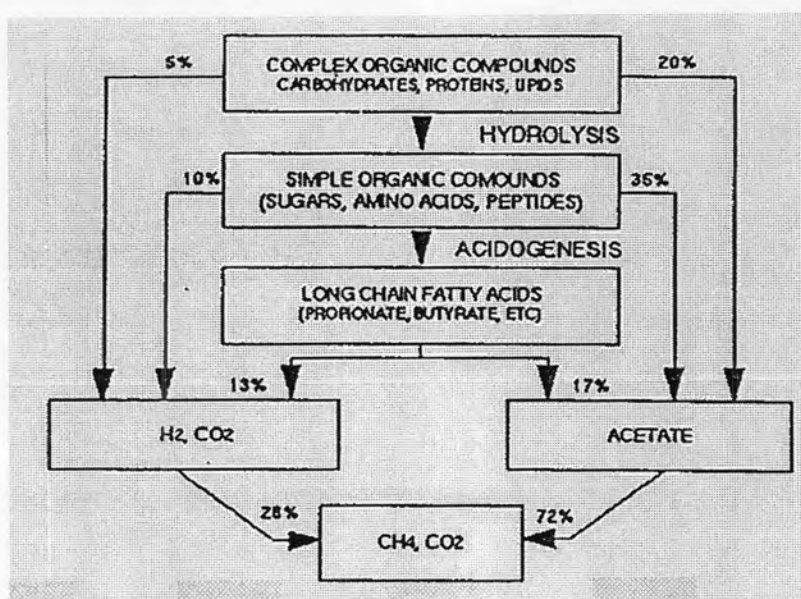 5%
COMPLEX ORGANIC COMPOUNDS
20%
CARBOHYDRATES, PROTEINS, LIPIDS
HYDROLYSIS
10%
SIMPLE ORGANIC COMOUNDS
35%
(SUGARS, AMINO ACIDS, PEPTIDES)
ACIDOGENESIS
LONG CHAIN FATTY ACIDS
(PROPIONATE, BUTYRATE, ETC)
13%
17%
H2, CO2
ACETATE
28%
72%
CH4, CO2